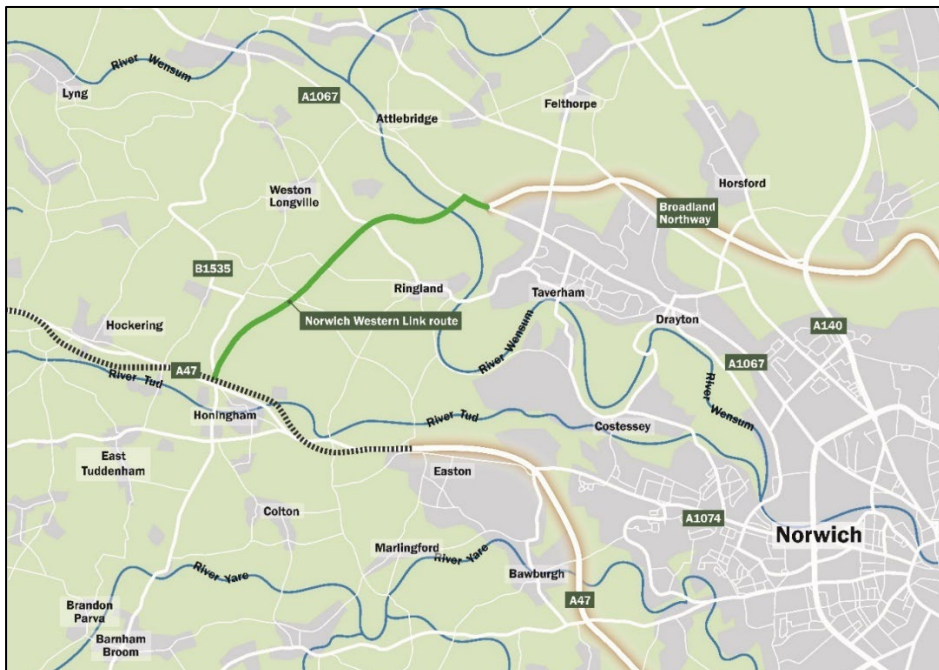 River Wensum
Lyng
A1067
Attlebridge
Felthorpe
Weston
Longville
Horsford
Broadland
Northway
B1535
Ringland
Taverham
Norwich Western Link route
Hockering
Drayton
A140
River Wensum
A47
River Tud
A1067
River Wensum
Honingham
River Tud
Costessey
East
Tuddenham
Easton
Colton
A1074
Norwich
Marlingford
River Yare
Bawburgh
River Yare
A47
Brandon
Parva
Barnham
Broom